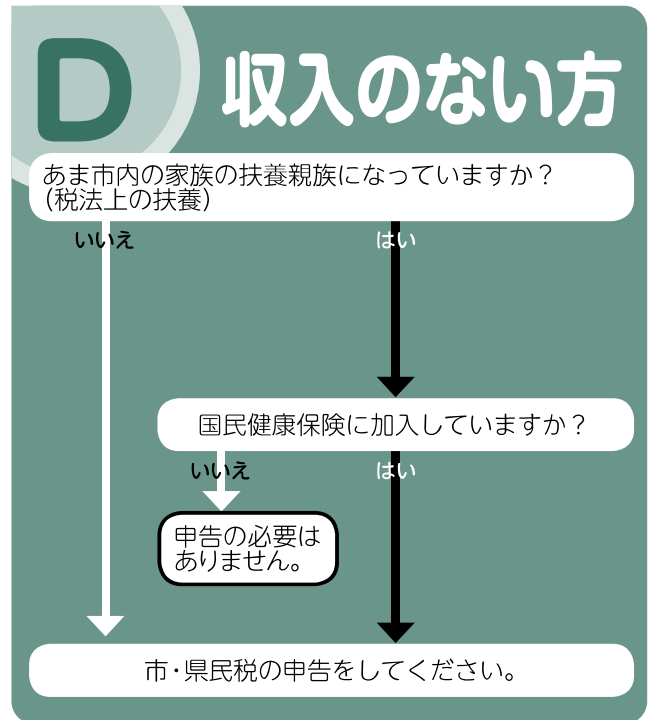 D
収入のない方
あま市内の家族の扶養親族になっていますか？
（税法上の扶養）
いいえ
はい
国民健康保険に加入していますか？
いいえ
はい
申告の必要は
ありません。
市・県民税の申告をしてください。